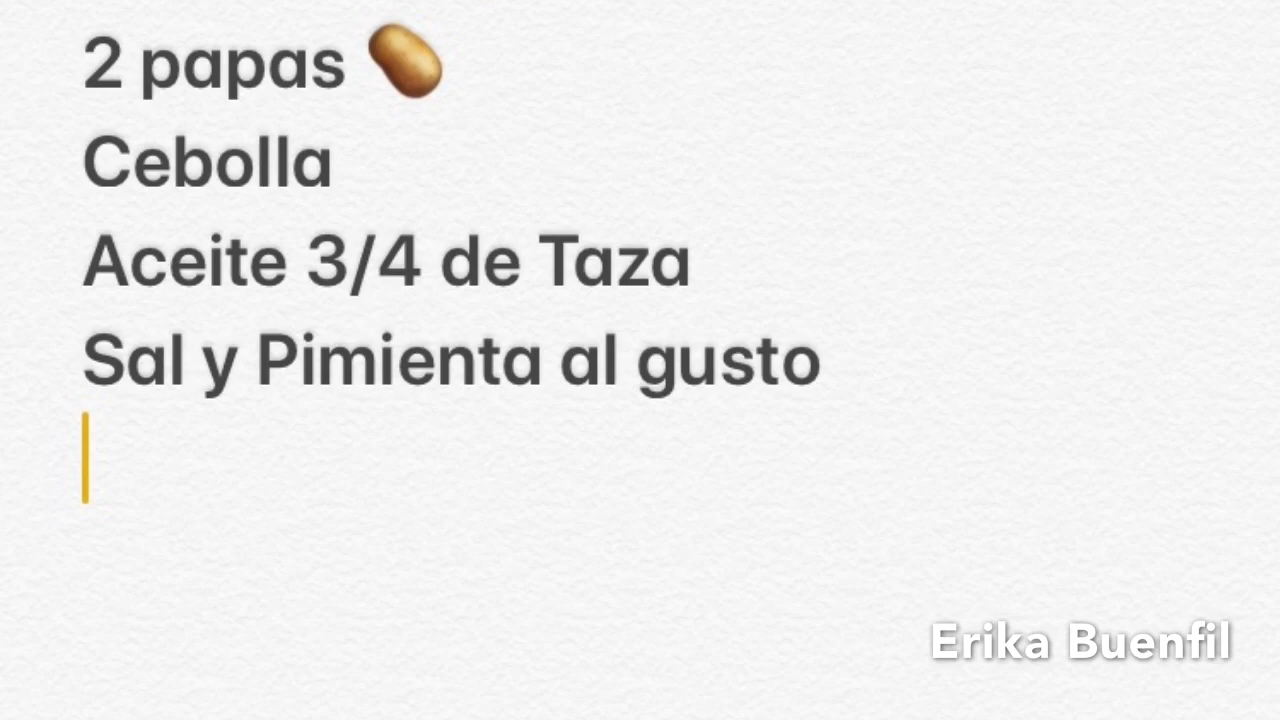 2 papas 🥔
Cebolla
Aceite 3/4 de Taza
Sal y Pimienta al gusto
Erika Buenfil